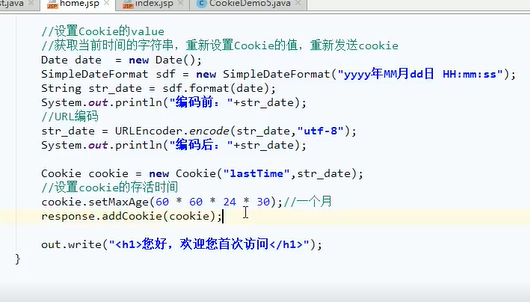 st.java home.jsp index.jsp CookieDemo5.java
//设置Cookie的value
//获取当前时间的字符串，重新设置Cookie的值，重新发送cookie
Date date  = new Date();
SimpleDateFormat sdf = new SimpleDateFormat("yyyy年MM月dd日 HH:mm:ss");
String str_date = sdf.format(date);
System.out.println("编码前："+str_date);
//URL编码
str_date = URLEncoder.encode(str_date,"utf-8");
System.out.println("编码后："+str_date);
Cookie cookie = new Cookie("lastTime",str_date);
//设置cookie的存活时间
cookie.setMaxAge(60 * 60 * 24 * 30);//一个月
response.addCookie(cookie);
out.write("<h1>您好，欢迎您首次访问</h1>");
}